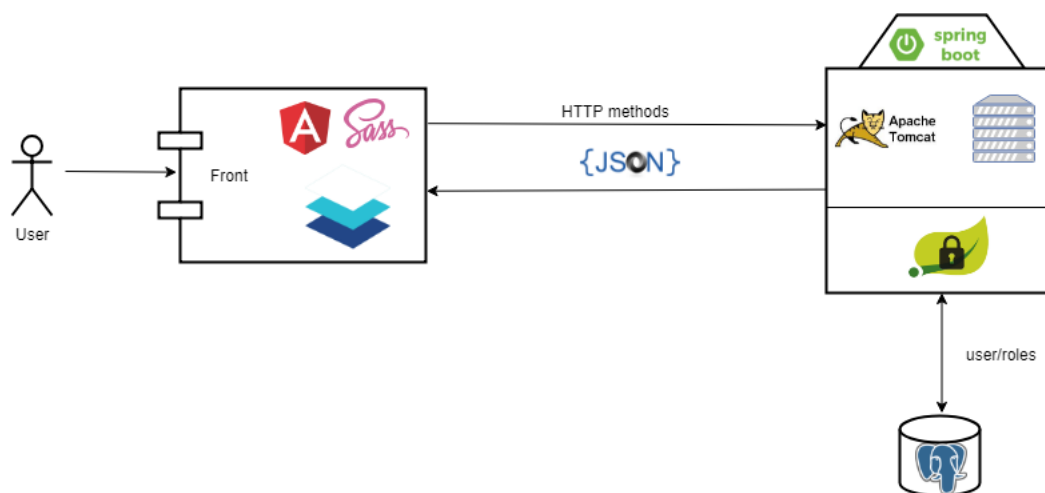 spring
boot
A
Sass
HTTP methods
Apache
Tomcat
{JSON}
Front
User
user/roles